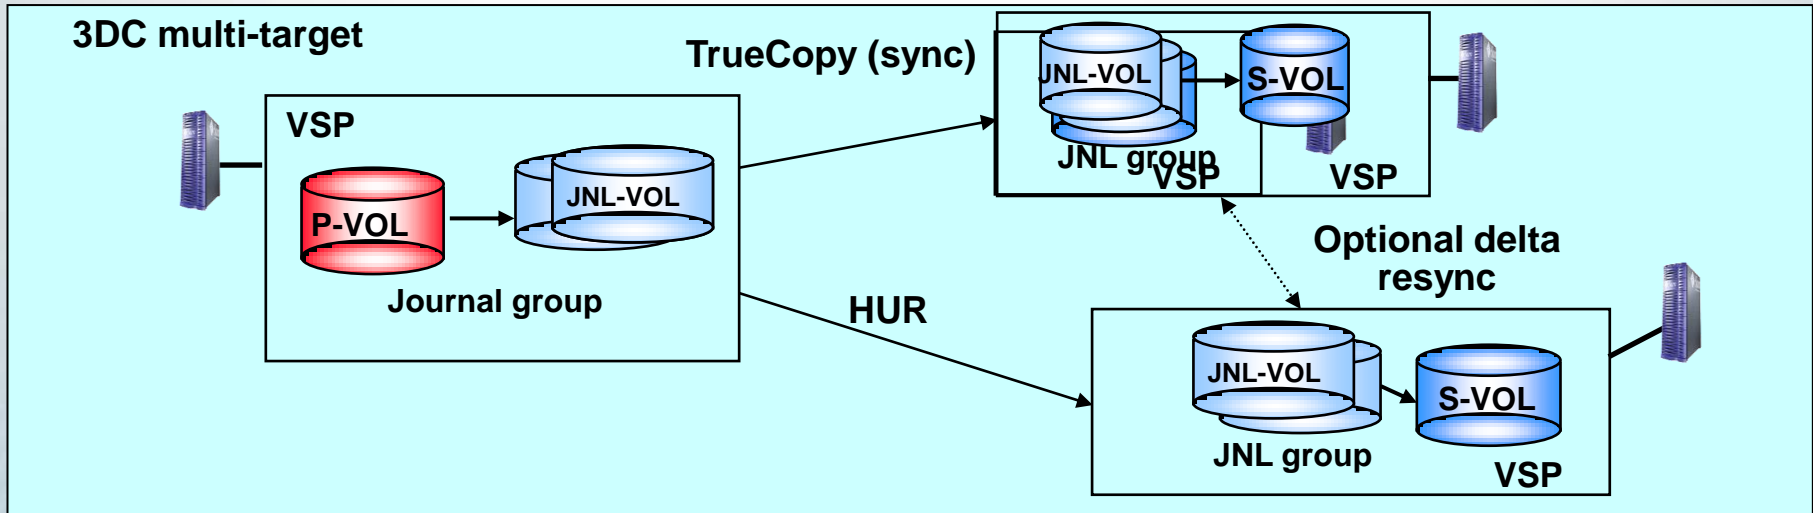 3DC multi-target
TrueCopy (sync)
VSP
P-VOL
JNL-VOL
Journal group
JNL-VOL
S-VOL
JNL group
VSP
VSP
Optional delta
resync
HUR
JNL-VOL
S-VOL
JNL group
VSP